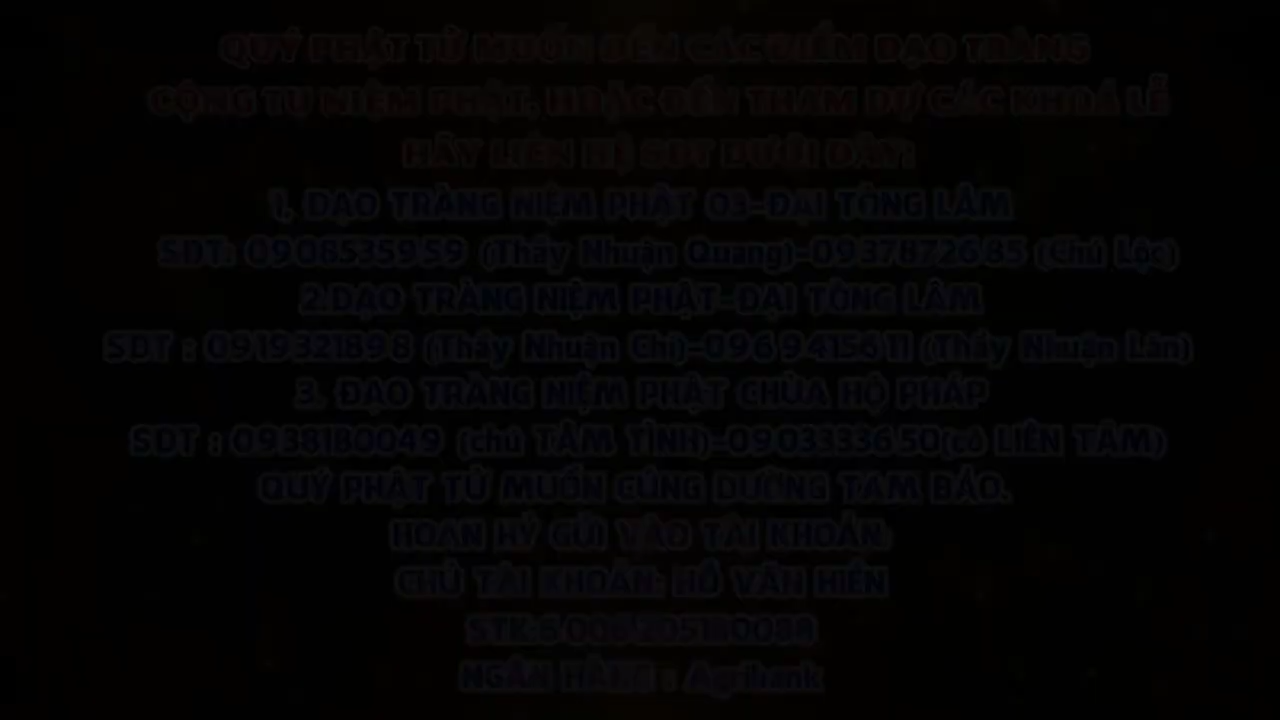 QUÝ PHẬT TỬ MUỐN ĐẾN CÁC ĐIỂM ĐẠO TRÀNG
CỘNG TU NIỆM PHẬT, HOẶC ĐẾN THAM DỰ CÁC KHOÁ LỄ
HÃY LIÊN HỆ SĐT DƯỚI ĐÂY:
1. ĐẠO TRÀNG NIỆM PHẬT 03-ĐẠI TÒNG LÂM
SĐT: 0908535959 (Thầy Nhuận Quang)-0937872685 (Chú Lộc)
2.ĐẠO TRÀNG NIỆM PHẬT-ĐẠI TÒNG LÂM
SĐT : 0919321898 (Thầy Nhuận Chí)-0969415611 (Thầy Nhuận Lân)
3. ĐẠO TRÀNG NIỆM PHẬT CHÙA HỘ PHÁP
SĐT : 0938180049 (chú TÂM TỊNH)-0903333650(cô LIÊN TÂM)
QUÝ PHẬT TỬ MUỐN CÚNG DƯỜNG TAM BẢO.
HOAN HỶ GỬI VÀO TÀI KHOẢN:
CHỦ TÀI KHOẢN: HỒ VĂN HIỀN
STK:
NGÂN HÀNG : Agribank